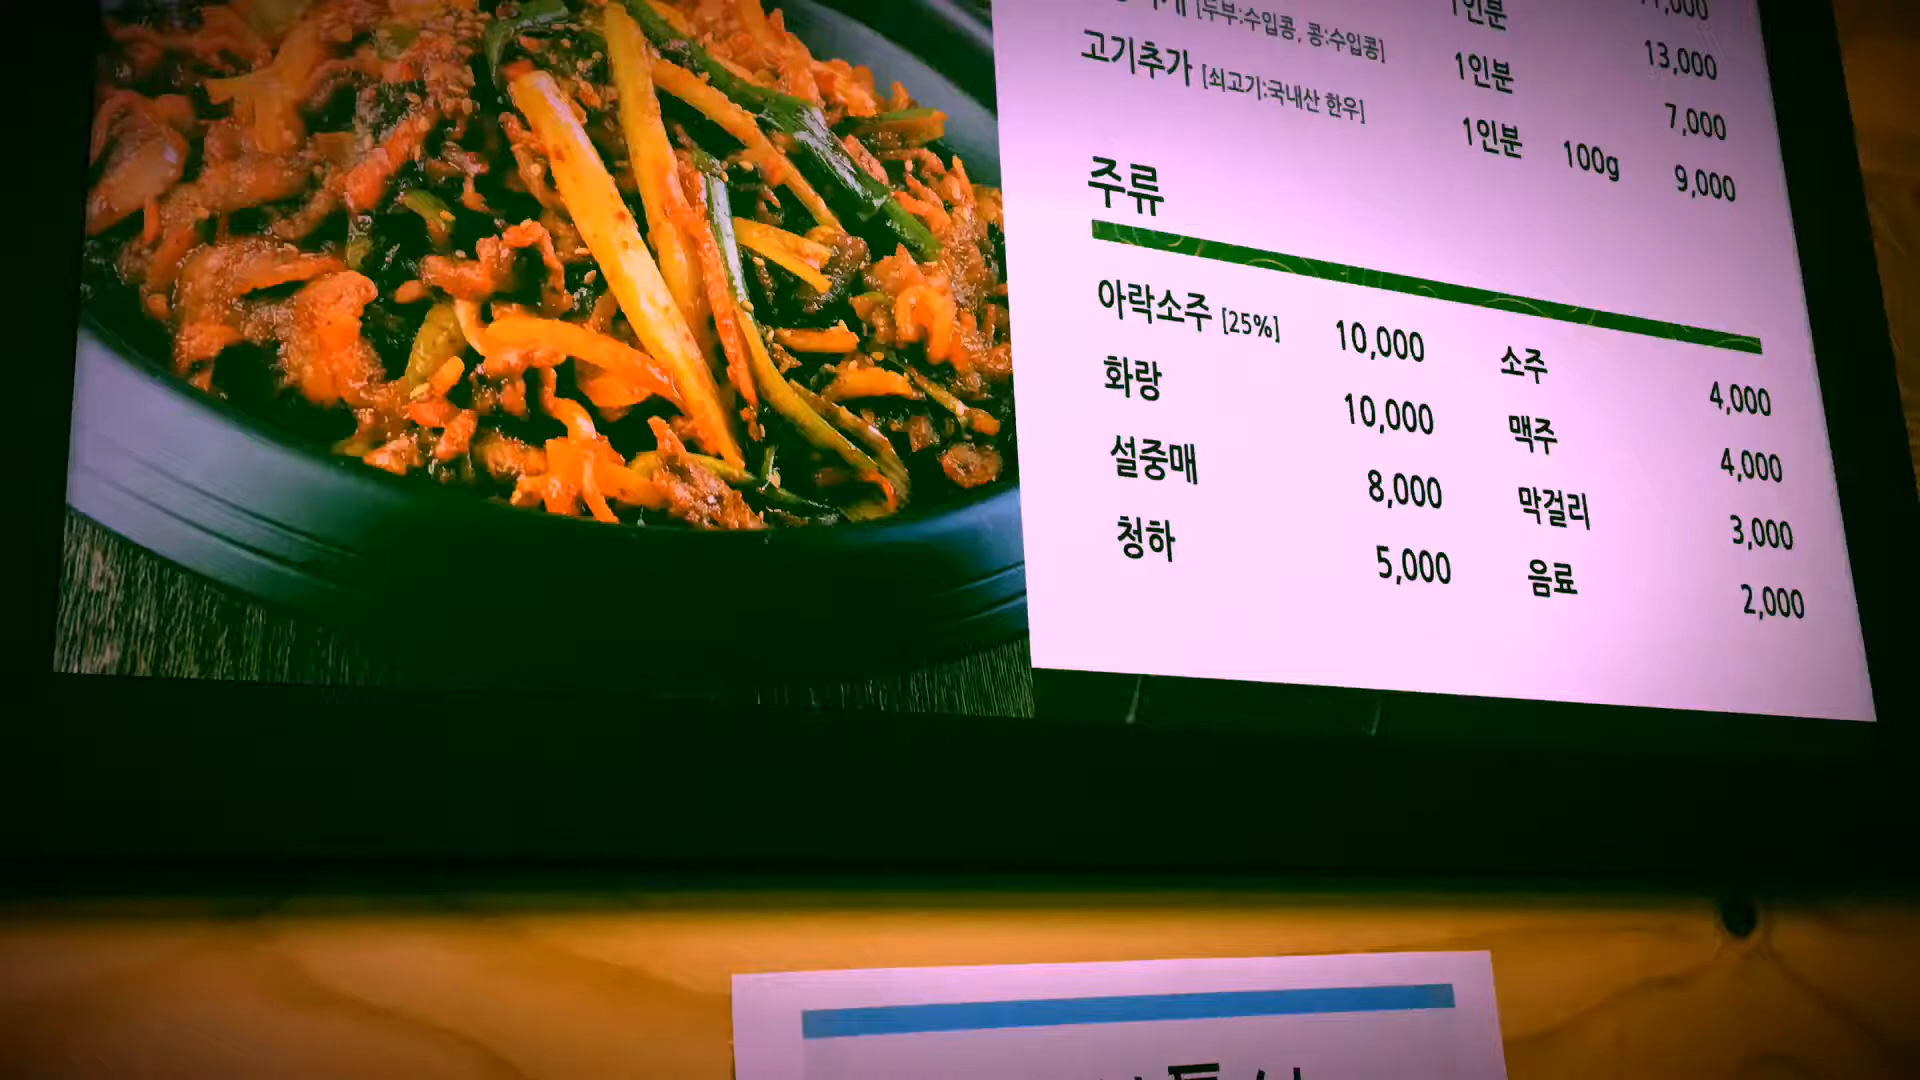 [두부:수입콩, 콩:수입콩] 1인분 13,000
고기추가 [쇠고기:국내산 한우] 1인분 7,000
1인분 100g 9,000
주류
아락소주 [25%] 10,000 소주 4,000
화랑 10,000 맥주 4,000
설중매 8,000 막걸리 3,000
청하 5,000 음료 2,000